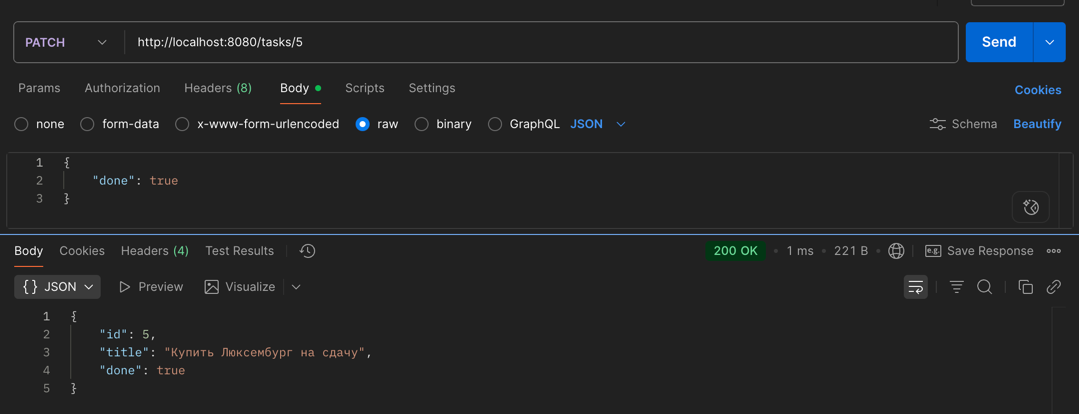 PATCH http://localhost:8080/tasks/5 Send
Params Authorization Headers (8) Body Scripts Settings Cookies
none form-data x-www-form-urlencoded raw binary GraphQL JSON Schema Beautify
1 {
2 "done": true
3 }
Body Cookies Headers (4) Test Results 200 OK • 1 ms • 221 B e.g. Save Response
{} JSON Preview Visualize
1 {
2 "id": 5,
3 "title": "Купить Люксембург на сдачу",
4 "done": true
5 }